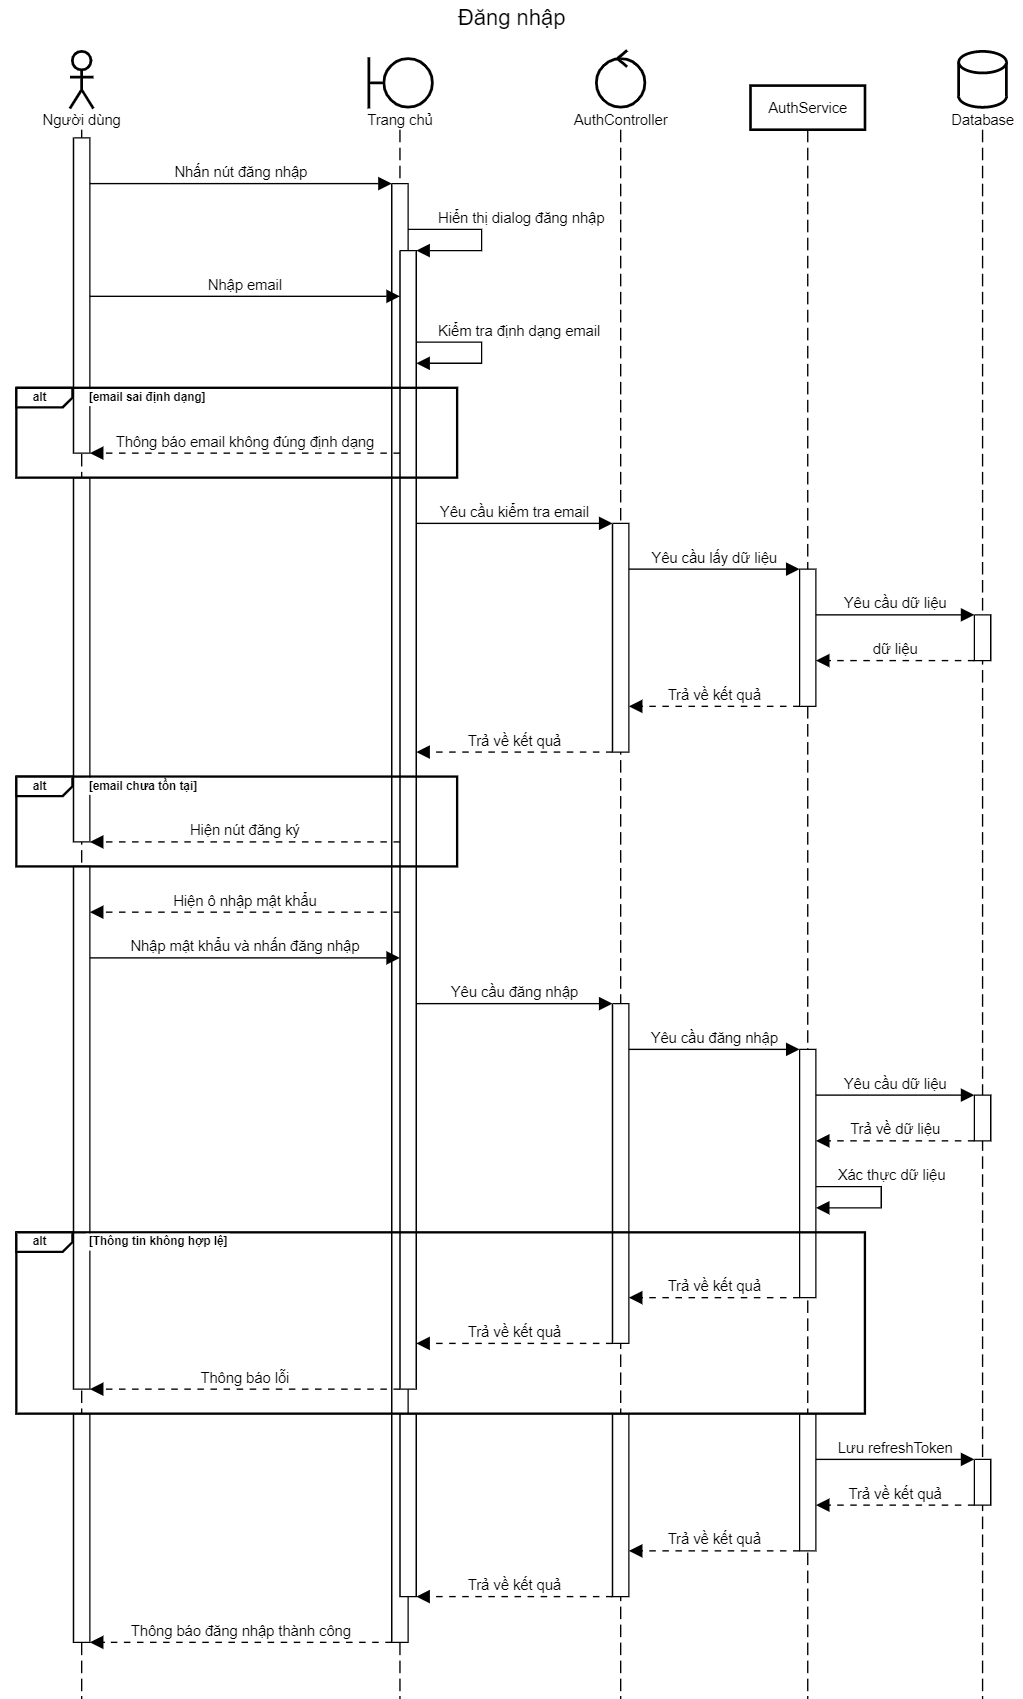 Đăng nhập
Người dùng
Trang chủ
AuthController
AuthService
Database
Nhấn nút đăng nhập
Hiển thị dialog đăng nhập
Nhập email
Kiểm tra định dạng email
alt
[email sai định dạng]
Thông báo email không đúng định dạng
Yêu cầu kiểm tra email
Yêu cầu lấy dữ liệu
Yêu cầu dữ liệu
dữ liệu
Trả về kết quả
Trả về kết quả
alt
[email chưa tồn tại]
Hiện nút đăng ký
Hiện ô nhập mật khẩu
Nhập mật khẩu và nhấn đăng nhập
Yêu cầu đăng nhập
Yêu cầu đăng nhập
Yêu cầu dữ liệu
Trả về dữ liệu
Xác thực dữ liệu
alt
[Thông tin không hợp lệ]
Trả về kết quả
Trả về kết quả
Thông báo lỗi
Lưu refreshToken
Trả về kết quả
Trả về kết quả
Trả về kết quả
Thông báo đăng nhập thành công